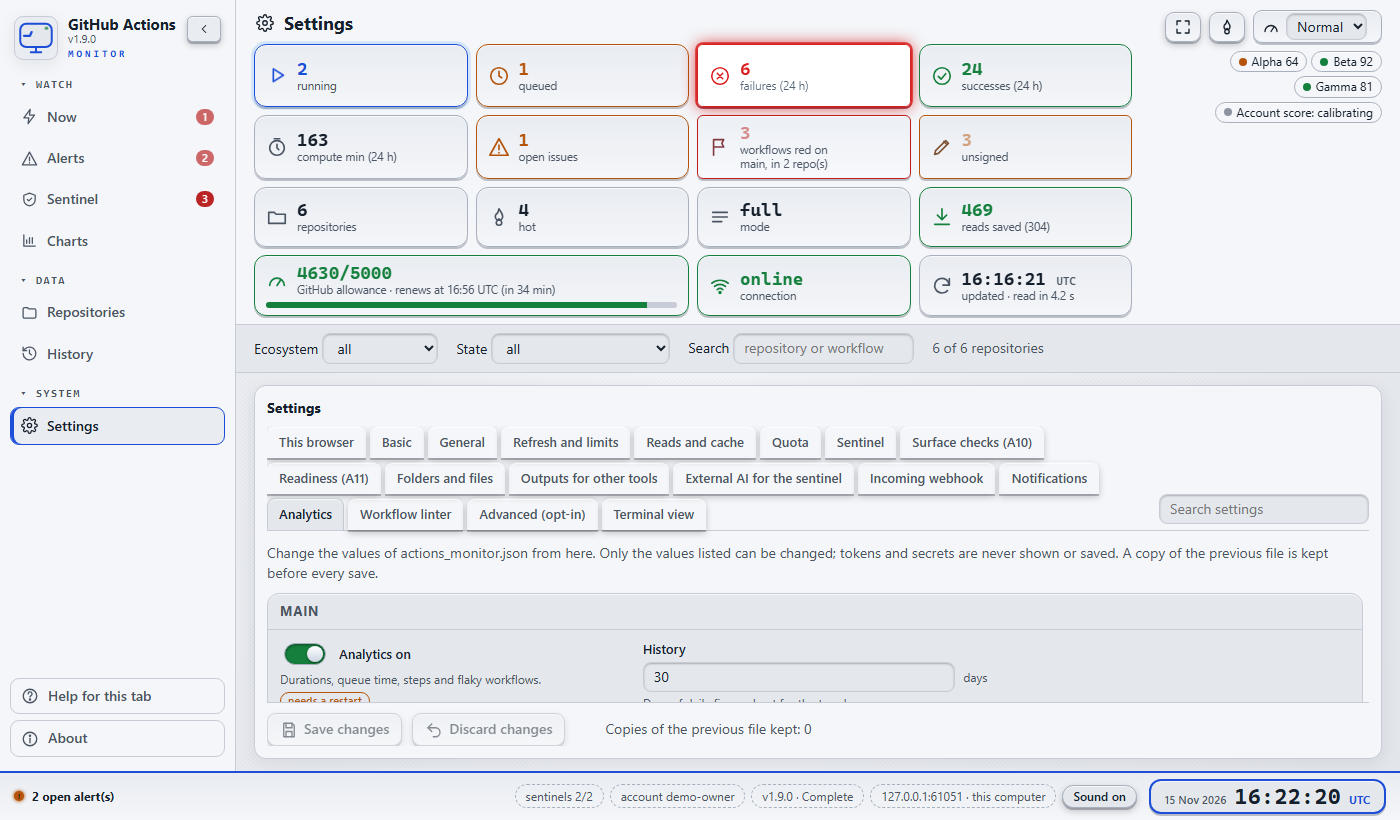 GitHub Actions
v1.9.0
MONITOR
WATCH
Now 1
Alerts 2
Sentinel 3
Charts
DATA
Repositories
History
SYSTEM
Settings
Help for this tab
About
Settings
Normal
Alpha 64
Beta 92
Gamma 81
Account score: calibrating
2
running
1
queued
6
failures (24 h)
24
successes (24 h)
163
compute min (24 h)
1
open issues
3
workflows red on
main, in 2 repo(s)
3
unsigned
6
repositories
4
hot
full
mode
469
reads saved (304)
4630/5000
GitHub allowance · renews at 16:56 UTC (in 34 min)
online
connection
16:16:21 UTC
updated · read in 4.2 s
Ecosystem all State all Search repository or workflow 6 of 6 repositories
Settings
This browser Basic General Refresh and limits Reads and cache Quota Sentinel Surface checks (A10)
Readiness (A11) Folders and files Outputs for other tools External AI for the sentinel Incoming webhook Notifications
Analytics Workflow linter Advanced (opt-in) Terminal view Search settings
Change the values of actions_monitor.json from here. Only the values listed can be changed; tokens and secrets are never shown or saved. A copy of the previous file is kept
before every save.
MAIN
Analytics on
Durations, queue time, steps and flaky workflows.
needs a restart
History
30 days
Save changes Discard changes Copies of the previous file kept: 0
2 open alert(s) sentinels 2/2 account demo-owner v1.9.0 · Complete 127.0.0.1:61051 · this computer Sound on 15 Nov 2026 16:22:20 UTC